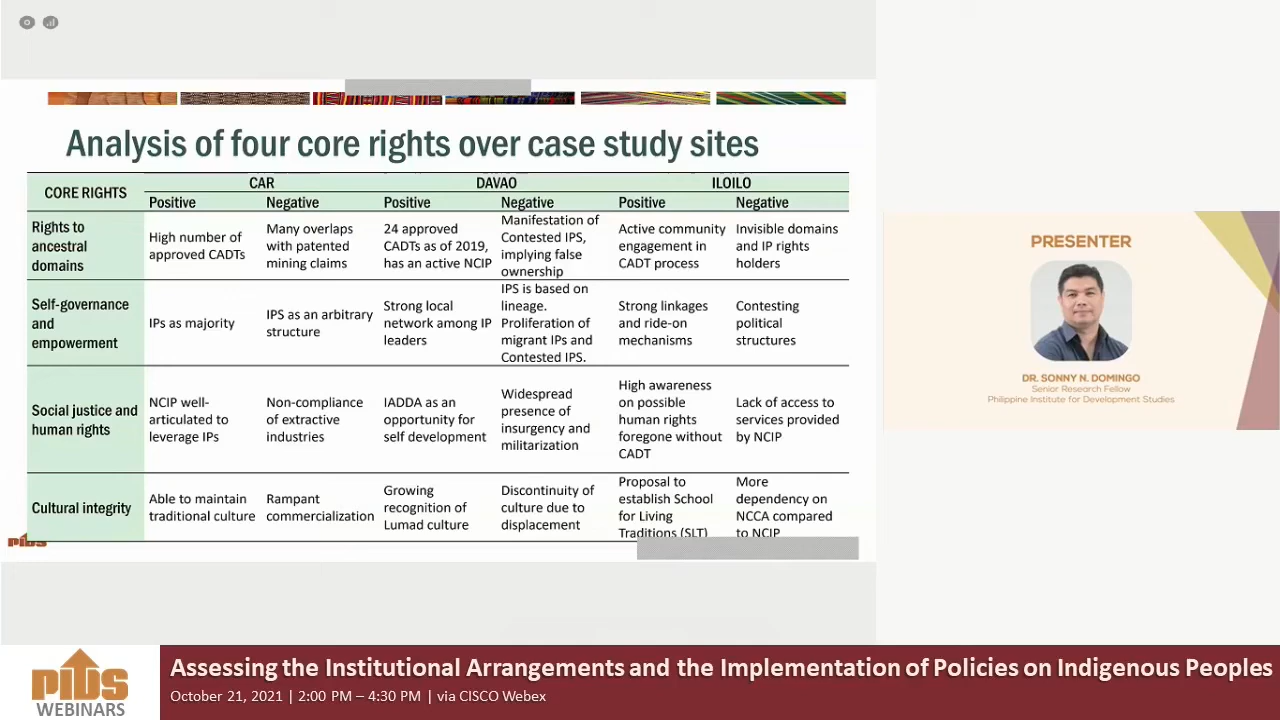 Analysis of four core rights over case study sites
CORE RIGHTS
CAR
DAVAO
ILOILO
Positive
Negative
Positive
Negative
Positive
Negative
Rights to
ancestral
domains
High number of
approved CADTs
Many overlaps
with patented
mining claims
24 approved
CADTs as of 2019,
has an active NCIP
Manifestation of
Contested IPS,
implying false
ownership
Active community
engagement in
CADT process
Invisible domains
and IP rights
holders
Self-governance
and
empowerment
IPs as majority
IPS as an arbitrary
structure
Strong local
network among IP
leaders
IPS is based on
lineage.
Proliferation of
migrant IPs and
Contested IPS.
Strong linkages
and ride-on
mechanisms
Contesting
political
structures
Social justice and
human rights
NCIP well-
articulated to
leverage IPs
Non-compliance
of extractive
industries
IADDA as an
opportunity for
self development
Widespread
presence of
insurgency and
militarization
High awareness
on possible
human rights
foregone without
CADT
Lack of access to
services provided
by NCIP
Cultural integrity
Able to maintain
traditional culture
Rampant
commercialization
Growing
recognition of
Lumad culture
Discontinuity of
culture due to
displacement
Proposal to
establish School
for Living
Traditions (SLT)
More
dependency on
NCCA compared
to NCIP
pids
PRESENTER
DR. SONNY N. DOMINGO
Senior Research Fellow
Philippine Institute for Development Studies
pids
WEBINARS
Assessing the Institutional Arrangements and the Implementation of Policies on Indigenous Peoples
October 21, 2021 | 2:00 PM – 4:30 PM | via CISCO Webex